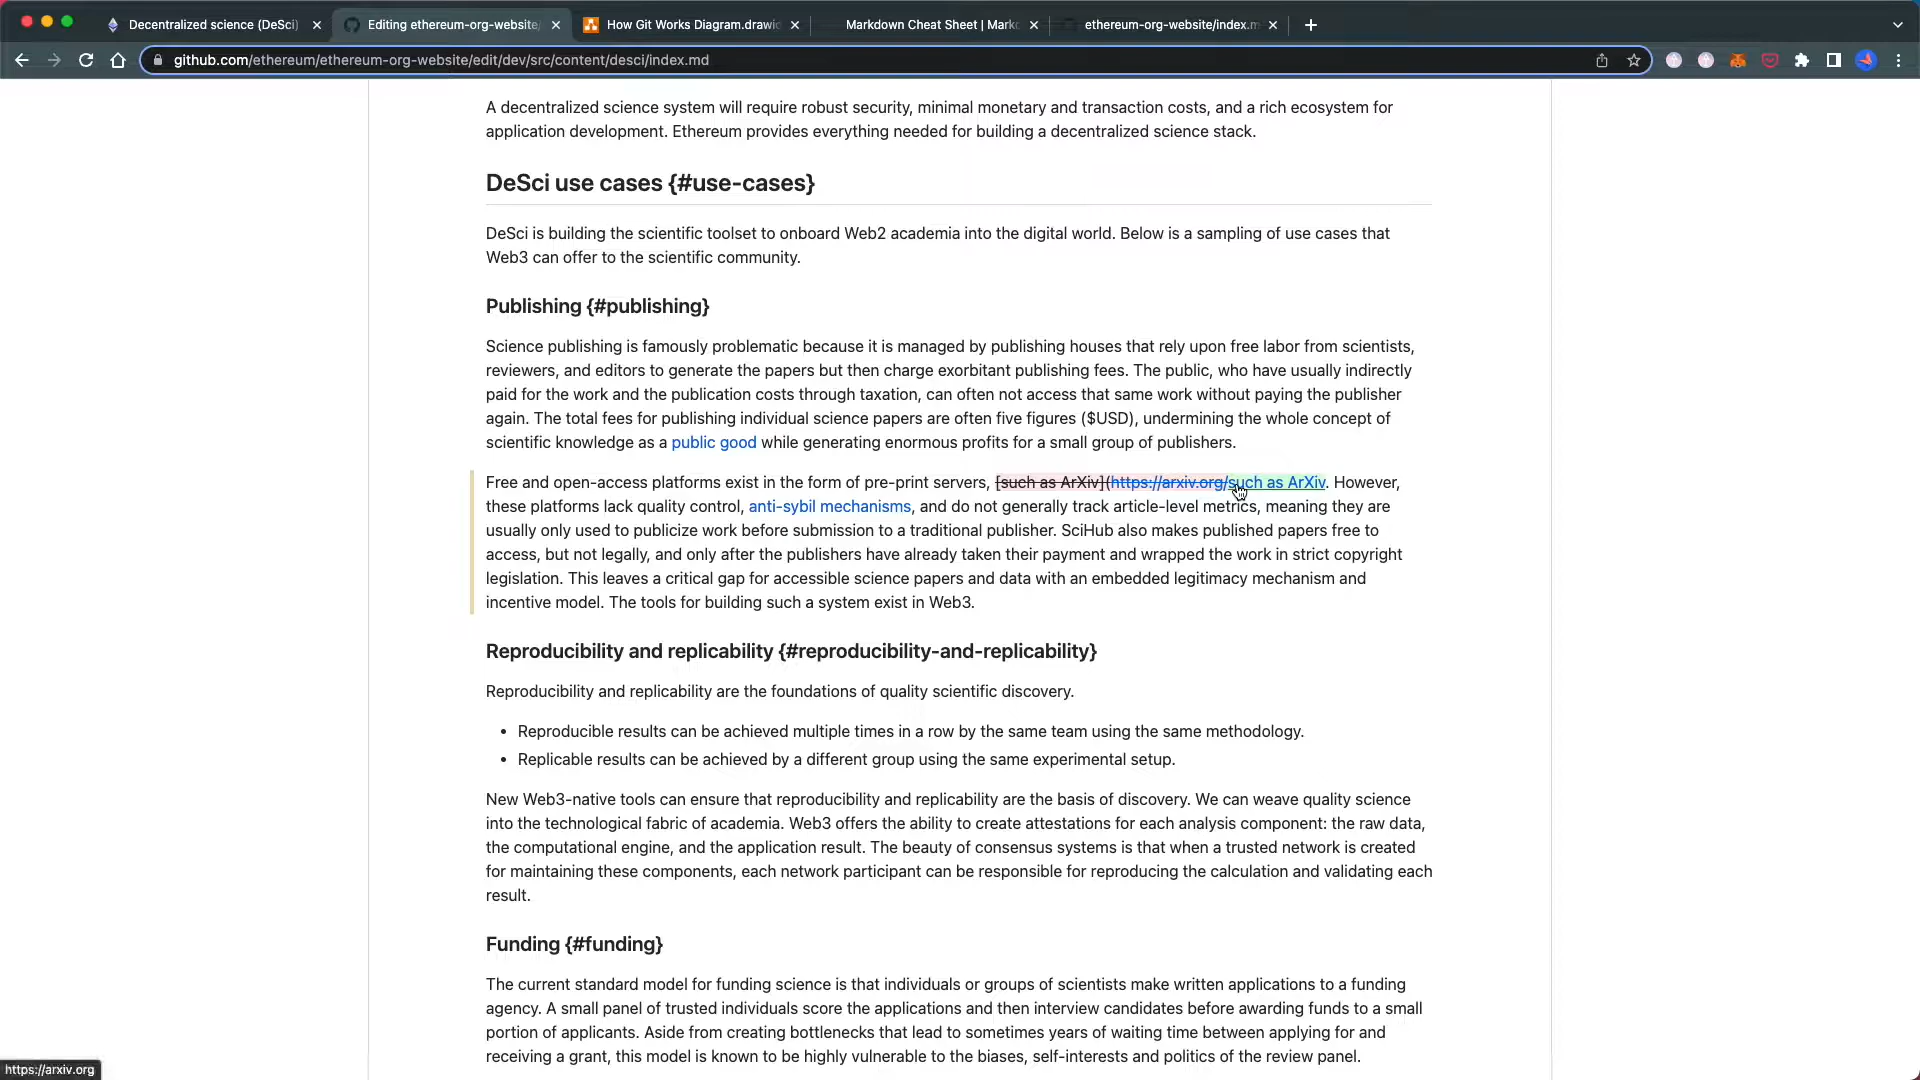 Decentralized science (DeSci)
Editing ethereum-org-website/
How Git Works Diagram.drawio
Markdown Cheat Sheet | Markd
ethereum-org-website/index.m
github.com/ethereum/ethereum-org-website/edit/dev/src/content/desci/index.md
A decentralized science system will require robust security, minimal monetary and transaction costs, and a rich ecosystem for
application development. Ethereum provides everything needed for building a decentralized science stack.
DeSci use cases {#use-cases}
DeSci is building the scientific toolset to onboard Web2 academia into the digital world. Below is a sampling of use cases that
Web3 can offer to the scientific community.
Publishing {#publishing}
Science publishing is famously problematic because it is managed by publishing houses that rely upon free labor from scientists,
reviewers, and editors to generate the papers but then charge exorbitant publishing fees. The public, who have usually indirectly
paid for the work and the publication costs through taxation, can often not access that same work without paying the publisher
again. The total fees for publishing individual science papers are often five figures ($USD), undermining the whole concept of
scientific knowledge as a public good while generating enormous profits for a small group of publishers.
Free and open-access platforms exist in the form of pre-print servers, [such as ArXiv](https://arxiv.org/such as ArXiv. However,
these platforms lack quality control, anti-sybil mechanisms, and do not generally track article-level metrics, meaning they are
usually only used to publicize work before submission to a traditional publisher. SciHub also makes published papers free to
access, but not legally, and only after the publishers have already taken their payment and wrapped the work in strict copyright
legislation. This leaves a critical gap for accessible science papers and data with an embedded legitimacy mechanism and
incentive model. The tools for building such a system exist in Web3.
Reproducibility and replicability {#reproducibility-and-replicability}
Reproducibility and replicability are the foundations of quality scientific discovery.
• Reproducible results can be achieved multiple times in a row by the same team using the same methodology.
• Replicable results can be achieved by a different group using the same experimental setup.
New Web3-native tools can ensure that reproducibility and replicability are the basis of discovery. We can weave quality science
into the technological fabric of academia. Web3 offers the ability to create attestations for each analysis component: the raw data,
the computational engine, and the application result. The beauty of consensus systems is that when a trusted network is created
for maintaining these components, each network participant can be responsible for reproducing the calculation and validating each
result.
Funding {#funding}
The current standard model for funding science is that individuals or groups of scientists make written applications to a funding
agency. A small panel of trusted individuals score the applications and then interview candidates before awarding funds to a small
portion of applicants. Aside from creating bottlenecks that lead to sometimes years of waiting time between applying for and
receiving a grant, this model is known to be highly vulnerable to the biases, self-interests and politics of the review panel.
https://arxiv.org